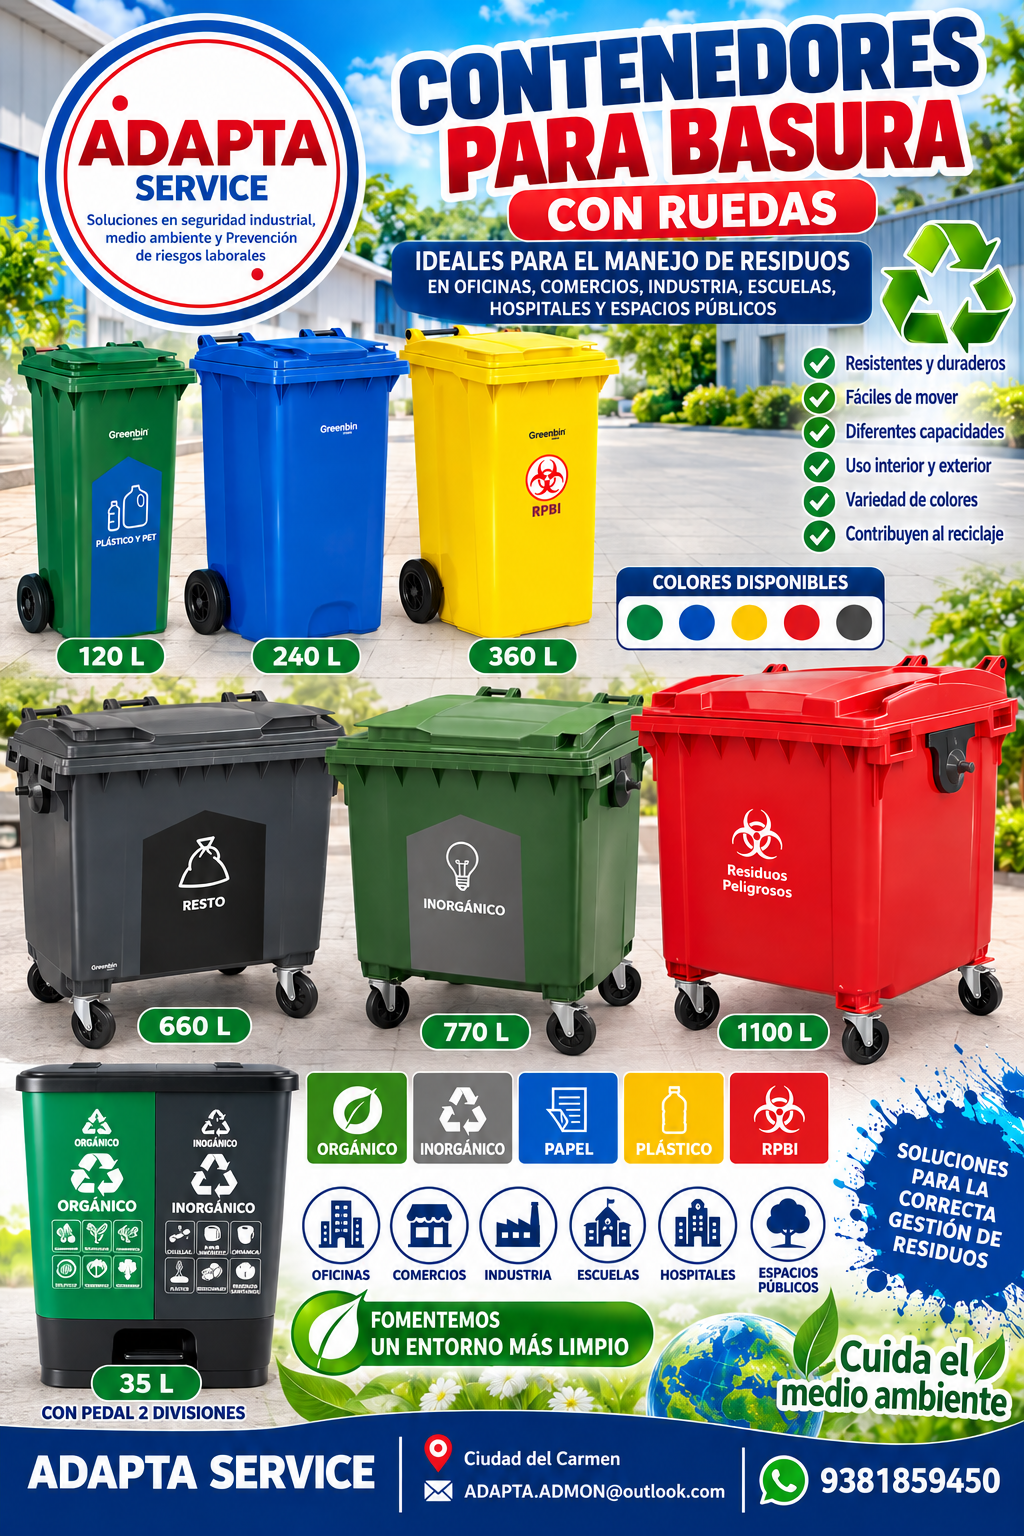 ADAPTA
SERVICE
Soluciones en seguridad industrial,
medio ambiente y Prevención
de riesgos laborales
CONTENEDORES
PARA BASURA
CON RUEDAS
IDEALES PARA EL MANEJO DE RESIDUOS
EN OFICINAS, COMERCIOS, INDUSTRIA, ESCUELAS,
HOSPITALES Y ESPACIOS PÚBLICOS
Resistentes y duraderos
Fáciles de mover
Diferentes capacidades
Uso interior y exterior
Variedad de colores
Contribuyen al reciclaje
COLORES DISPONIBLES
PLÁSTICO Y PET
120 L
Greenbin
Greenbin
240 L
Greenbin
RPBI
360 L
RESTO
Greenbin
660 L
INORGÁNICO
770 L
Residuos
Peligrosos
1100 L
ORGÁNICO
INOGÁNICO
ORGÁNICO
INORGÁNICO
35 L
CON PEDAL 2 DIVISIONES
ORGÁNICO
INORGÁNICO
PAPEL
PLÁSTICO
RPBI
OFICINAS
COMERCIOS
INDUSTRIA
ESCUELAS
HOSPITALES
ESPACIOS
PÚBLICOS
SOLUCIONES
PARA LA
CORRECTA
GESTIÓN DE
RESIDUOS
FOMENTEMOS
UN ENTORNO MÁS LIMPIO
Cuida el
medio ambiente
ADAPTA SERVICE
Ciudad del Carmen
ADAPTA.ADMON@outlook.com
9381859450